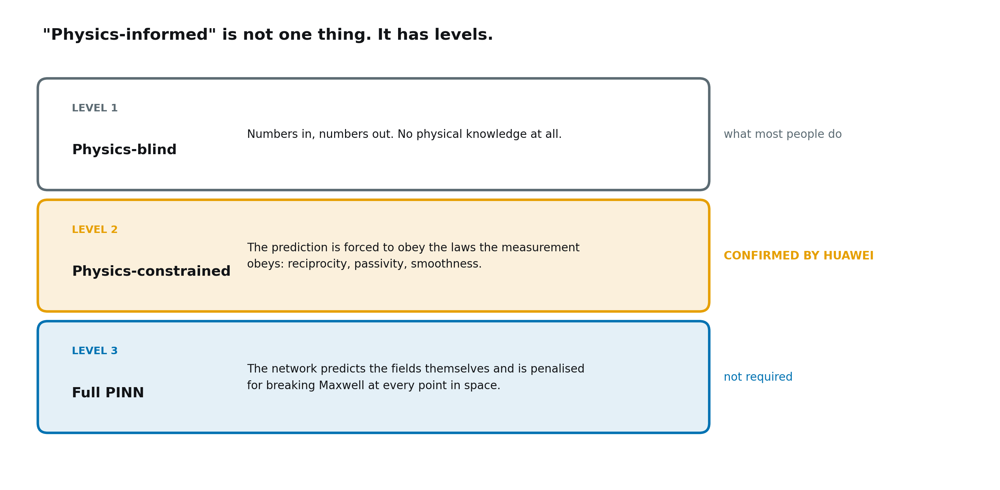 "Physics-informed" is not one thing. It has levels.
LEVEL 1
Physics-blind
Numbers in, numbers out. No physical knowledge at all.
what most people do
LEVEL 2
Physics-constrained
The prediction is forced to obey the laws the measurement
obeys: reciprocity, passivity, smoothness.
CONFIRMED BY HUAWEI
LEVEL 3
Full PINN
The network predicts the fields themselves and is penalised
for breaking Maxwell at every point in space.
not required